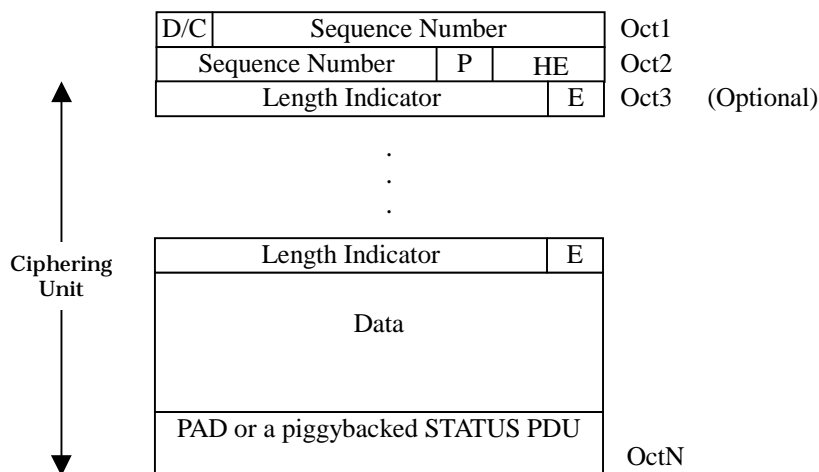 D/C Sequence Number Oct1
Sequence Number P HE Oct2
Length Indicator E Oct3 (Optional)
.
.
.
Length Indicator E
Ciphering
Unit
Data
PAD or a piggybacked STATUS PDU
OctN